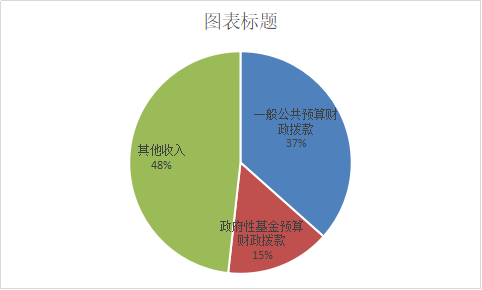 图表标题
一般公共预算财
政拨款
37%
其他收入
48%
政府性基金预算
财政拨款
15%